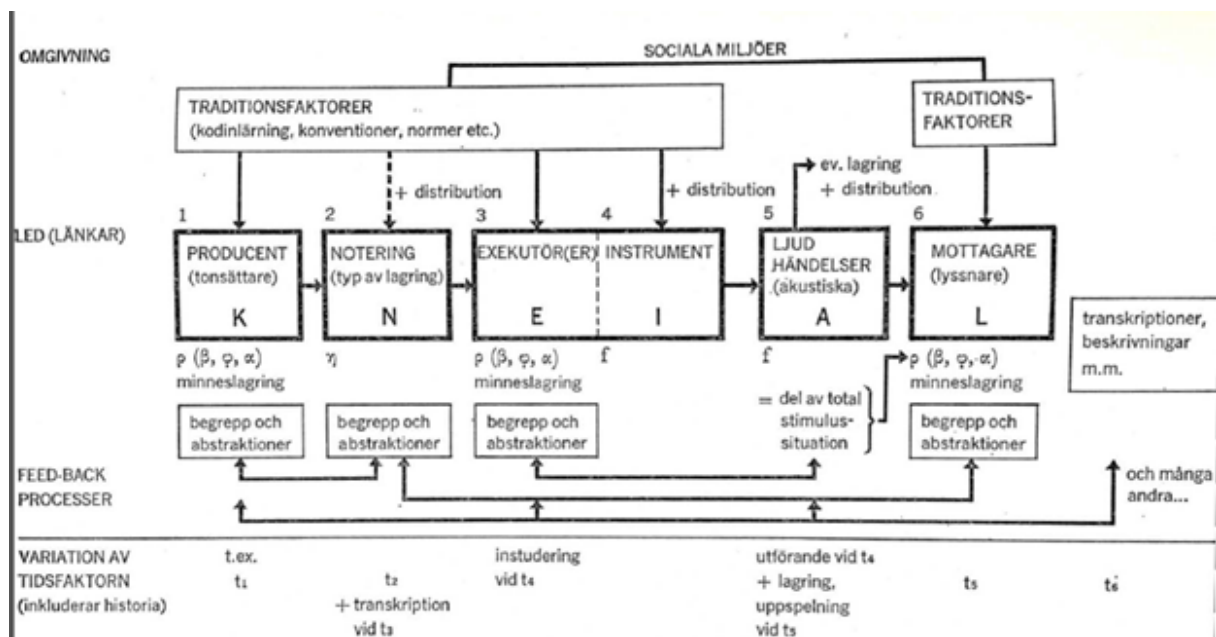 OMGIVNING
SOCIALA MILJÖER
TRADITIONSFAKTORER
(kodinlärning, konventioner, normer etc.)
TRADITIONS-
FAKTORER
+ distribution
+ distribution
ev. lagring
+ distribution
LED (LÄNKAR)
1
PRODUCENT
(tonsättare)
K
2
NOTERING
(typ av lagring)
N
3
EXEKUTÖR(ER)
E
4
INSTRUMENT
I
5
LJUD
HÄNDELSER
(akustiska)
A
6
MOTTAGARE
(lyssnare)
L
transkriptioner,
beskrivningar
m.m.
ρ (β, φ, α)
minneslagring
η
ρ (β, φ, α)
minneslagring
f
f
ρ (β, φ, α)
minneslagring
= del av total
stimulus-
situation
begrepp och
abstraktioner
begrepp och
abstraktioner
begrepp och
abstraktioner
begrepp och
abstraktioner
FEED-BACK
PROCESSER
och många
andra...
VARIATION AV
TIDSFAKTORN
(inkluderar historia)
t.ex.
t₁
t₂
+ transkription
vid t₃
instudering
vid t₄
utförande vid t₄
+ lagring,
uppspelning
vid t₅
t₅
t₆